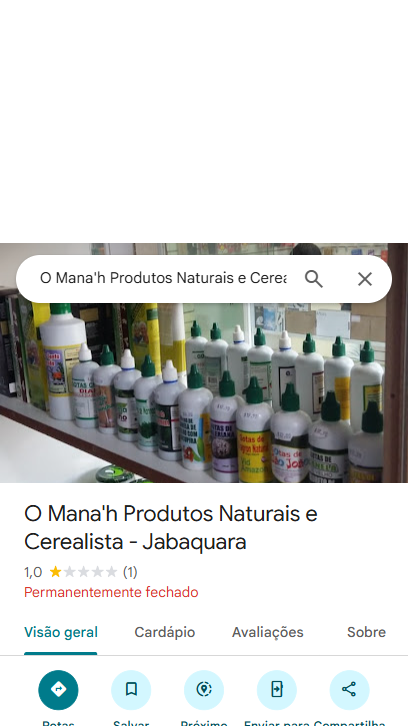 O Mana'h Produtos Naturais e Cerea
O Mana'h Produtos Naturais e
Cerealista - Jabaquara
1,0 (1)
Permanentemente fechado
Visão geral Cardápio Avaliações Sobre
Rotas Salvar Próximo Enviar para Compartilha